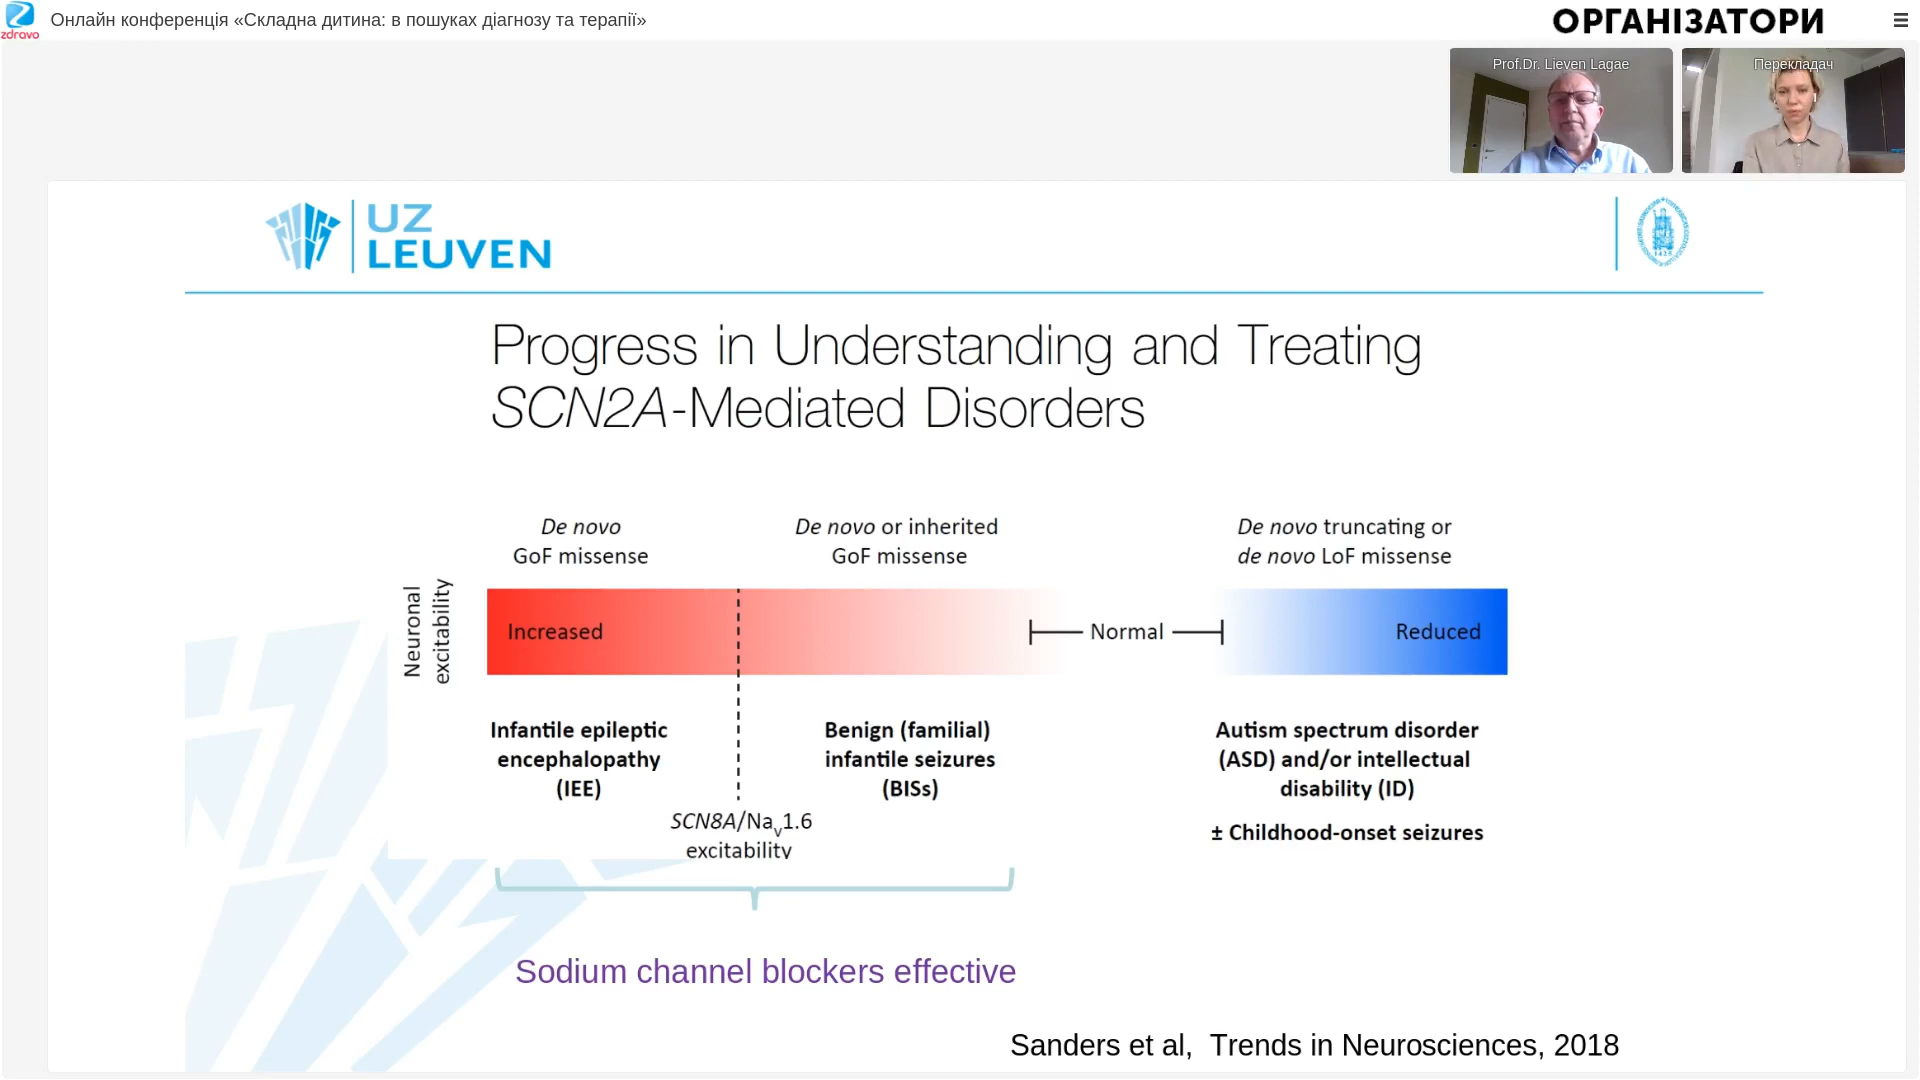 zdravo
Онлайн конференція «Складна дитина: в пошуках діагнозу та терапії»
ОРГАНІЗАТОРИ
Prof.Dr. Lieven Lagae
Перекладач
UZ
LEUVEN
Progress in Understanding and Treating
SCN2A-Mediated Disorders
De novo
GoF missense
De novo or inherited
GoF missense
De novo truncating or
de novo LoF missense
Neuronal
excitability
Increased
Normal
Reduced
Infantile epileptic
encephalopathy
(IEE)
Benign (familial)
infantile seizures
(BISs)
Autism spectrum disorder
(ASD) and/or intellectual
disability (ID)
± Childhood-onset seizures
SCN8A/Nav1.6
excitability
Sodium channel blockers effective
Sanders et al,  Trends in Neurosciences, 2018